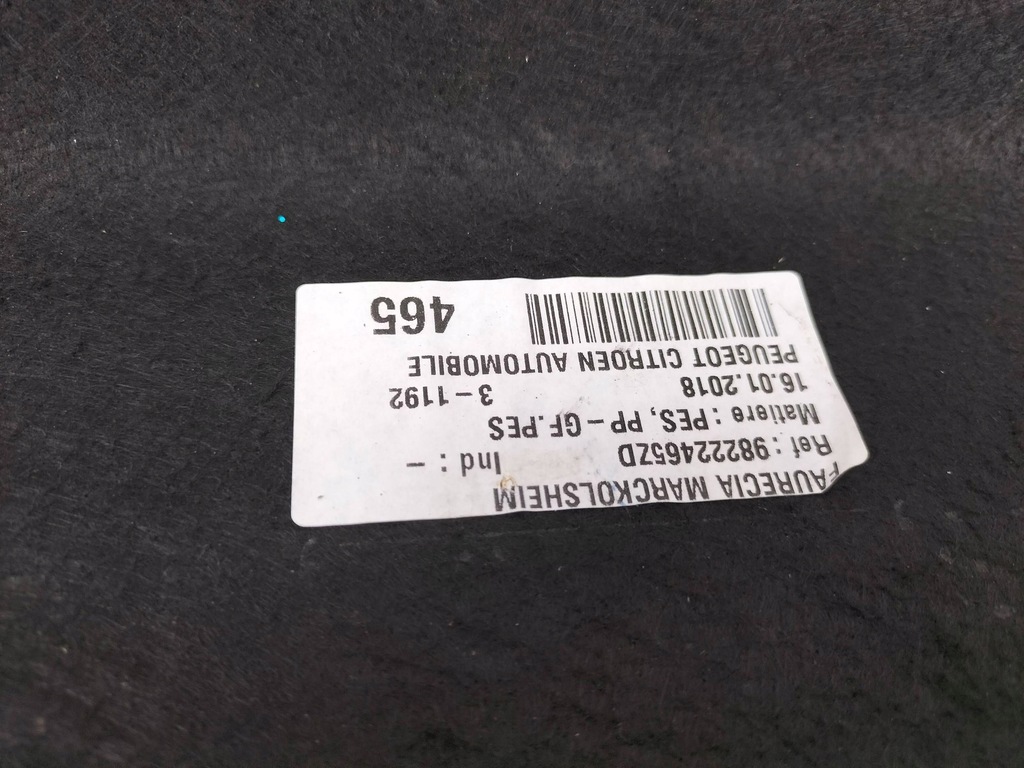 FAURECIA MARCKOLSHEIM
Ref : 98222465ZD Ind : -
Matiere : PES, PP-GF.PES
16.01.2018 3-1192
PEUGEOT CITROEN AUTOMOBILE
465